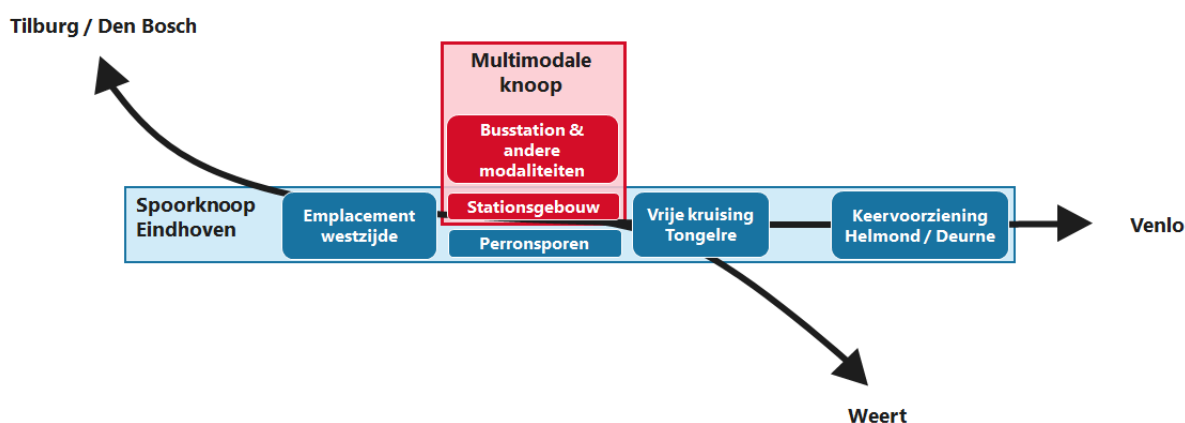 Tilburg / Den Bosch
Multimodale
knoop
Busstation &
andere
modaliteiten
Spoorknoop
Eindhoven
Emplacement
westzijde
Stationsgebouw
Perronsporen
Vrije kruising
Tongelre
Keervoorziening
Helmond / Deurne
Venlo
Weert